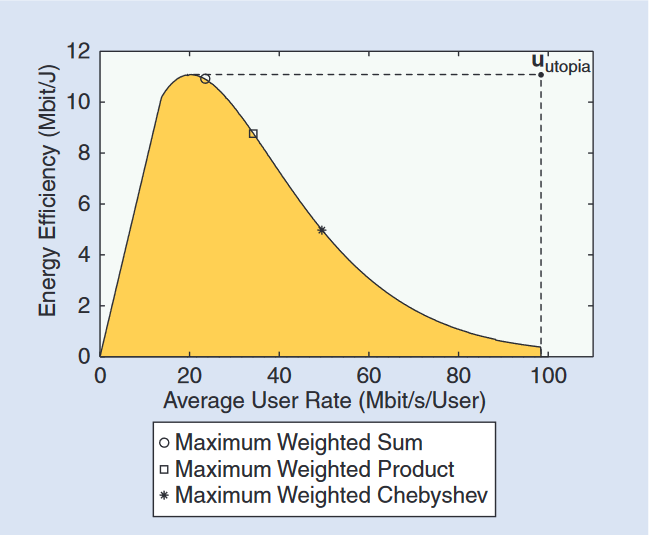 12
u_utopia
10
8
6
4
2
0
Energy Efficiency (Mbit/J)
0 20 40 60 80 100
Average User Rate (Mbit/s/User)
Maximum Weighted Sum
Maximum Weighted Product
Maximum Weighted Chebyshev